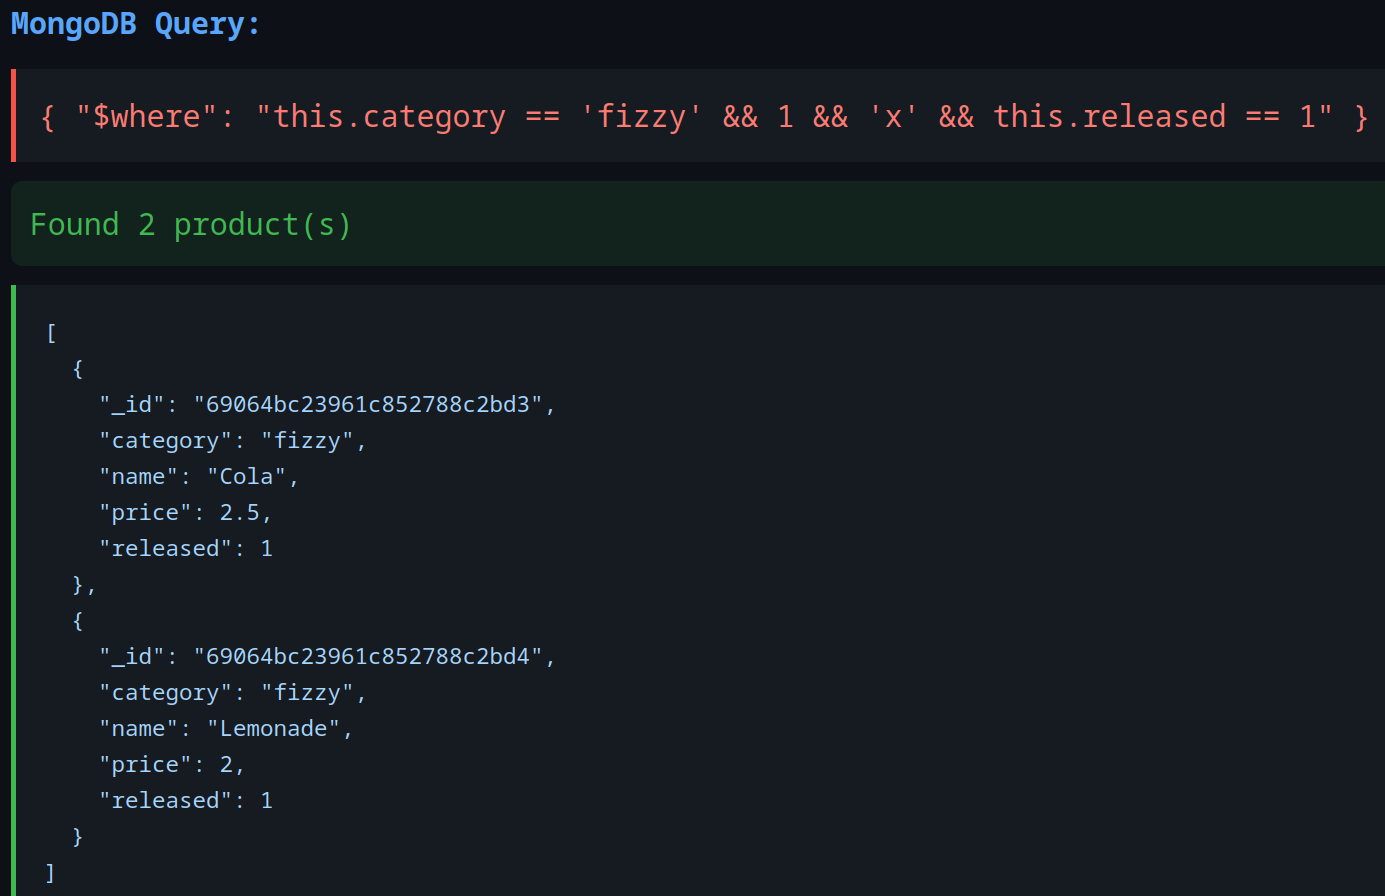 MongoDB Query:
{ "$where": "this.category == 'fizzy' && 1 && 'x' && this.released == 1" }
Found 2 product(s)
[
  {
    "_id": "69064bc23961c852788c2bd3",
    "category": "fizzy",
    "name": "Cola",
    "price": 2.5,
    "released": 1
  },
  {
    "_id": "69064bc23961c852788c2bd4",
    "category": "fizzy",
    "name": "Lemonade",
    "price": 2,
    "released": 1
  }
]